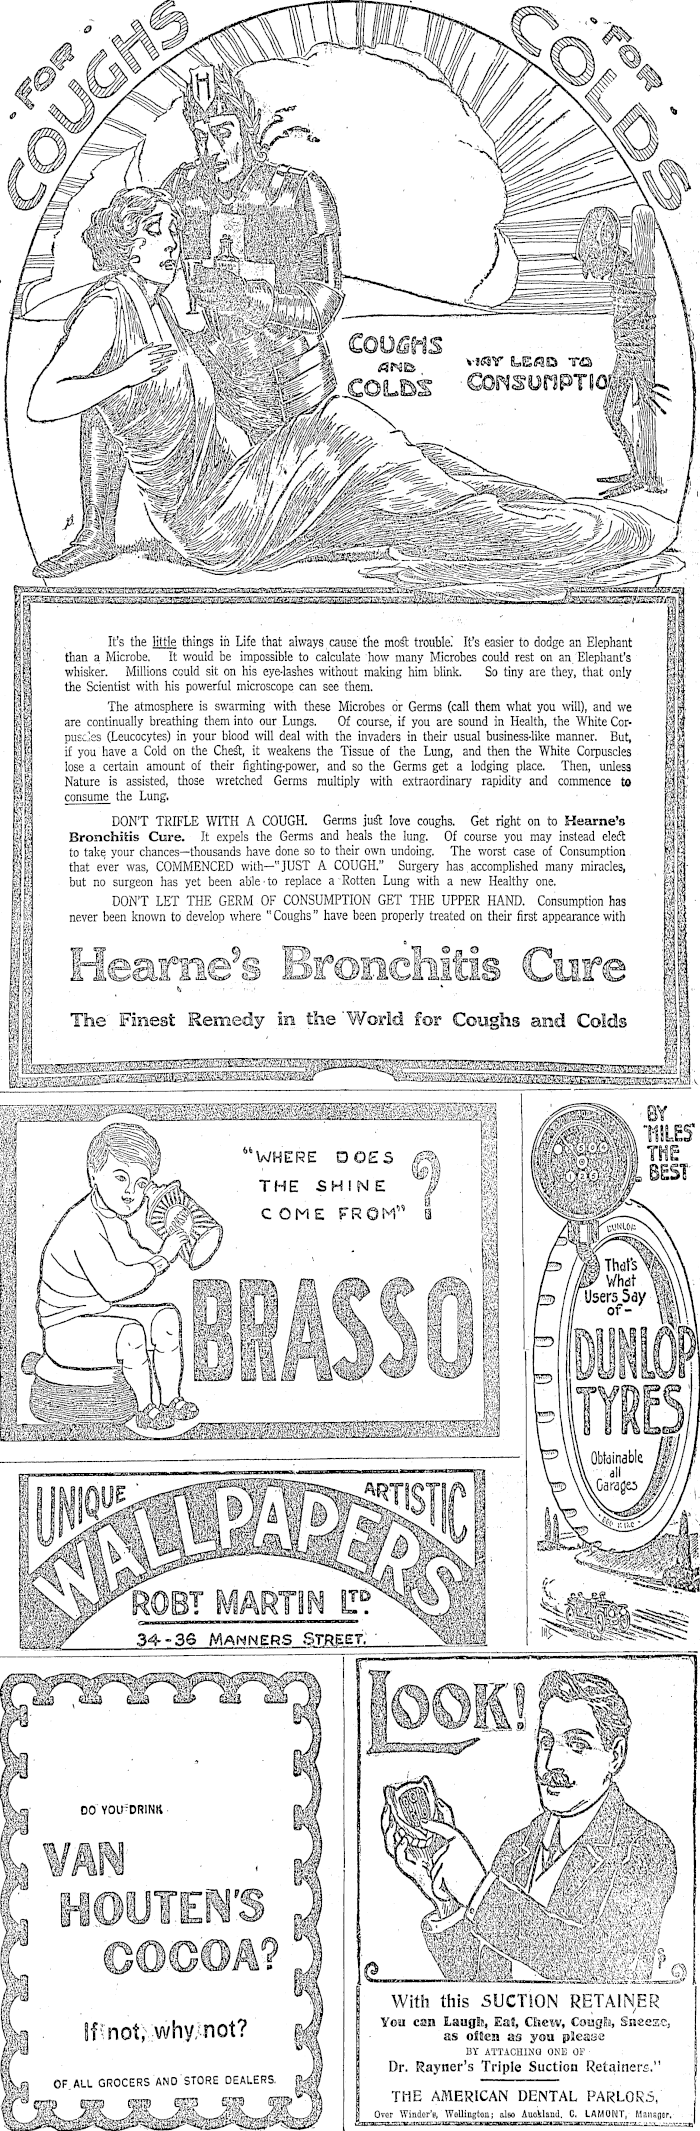 FOR COUGHS
FOR COLDS
H
COUGHS
AND
COLDS
MAY LEAD TO
CONSUMPTIO
It's the little things in Life that always cause the most trouble. It's easier to dodge an Elephant
than a Microbe. It would be impossible to calculate how many Microbes could rest on an Elephant's
whisker. Millions could sit on his eye-lashes without making him blink. So tiny are they, that only
the Scientist with his powerful microscope can see them.
The atmosphere is swarming with these Microbes or Germs (call them what you will), and we
are continually breathing them into our Lungs. Of course, if you are sound in Health, the White Cor-
puscles (Leucocytes) in your blood will deal with the invaders in their usual business-like manner. But,
if you have a Cold on the Chest, it weakens the Tissue of the Lung, and then the White Corpuscles
lose a certain amount of their fighting-power, and so the Germs get a lodging place. Then, unless
Nature is assisted, those wretched Germs multiply with extraordinary rapidity and commence to
consume the Lung.
DON'T TRIFLE WITH A COUGH. Germs just love coughs. Get right on to Hearne's
Bronchitis Cure. It expels the Germs and heals the lung. Of course you may instead elect
to take your chances—thousands have done so to their own undoing. The worst case of Consumption
that ever was, COMMENCED with—"JUST A COUGH." Surgery has accomplished many miracles,
but no surgeon has yet been able to replace a Rotten Lung with a new Healthy one.
DON'T LET THE GERM OF CONSUMPTION GET THE UPPER HAND. Consumption has
never been known to develop where "Coughs" have been properly treated on their first appearance with
Hearne's Bronchitis Cure
The Finest Remedy in the World for Coughs and Colds
"WHERE DOES
THE SHINE
COME FROM"?
BRASSO
BY
'MILES'
THE
BEST
DUNLOP
That's
What
Users Say
of—
DUNLOP
TYRES
Obtainable
all
Garages
UNIQUE ARTISTIC
WALLPAPERS
ROBT. MARTIN LTD.
34-36 MANNERS STREET.
DO YOU DRINK
VAN
HOUTEN'S
COCOA?
If not, why not?
OF ALL GROCERS AND STORE DEALERS.
LOOK!
With this SUCTION RETAINER
You can Laugh, Eat, Chew, Cough, Sneeze,
as often as you please
BY ATTACHING ONE OF
Dr. Rayner's Triple Suction Retainers."
THE AMERICAN DENTAL PARLORS,
Over Winder's, Wellington; also Auckland. C. LAMONT, Manager.